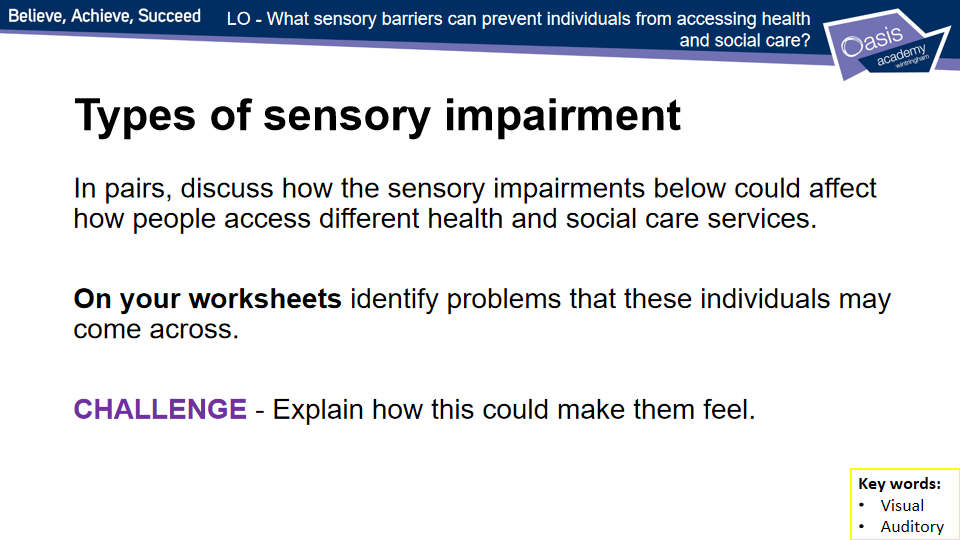 Believe, Achieve, Succeed
LO - What sensory barriers can prevent individuals from accessing health
and social care?
Oasis
academy
wintringham
Types of sensory impairment
In pairs, discuss how the sensory impairments below could affect
how people access different health and social care services.
On your worksheets identify problems that these individuals may
come across.
CHALLENGE - Explain how this could make them feel.
Key words:
• Visual
• Auditory